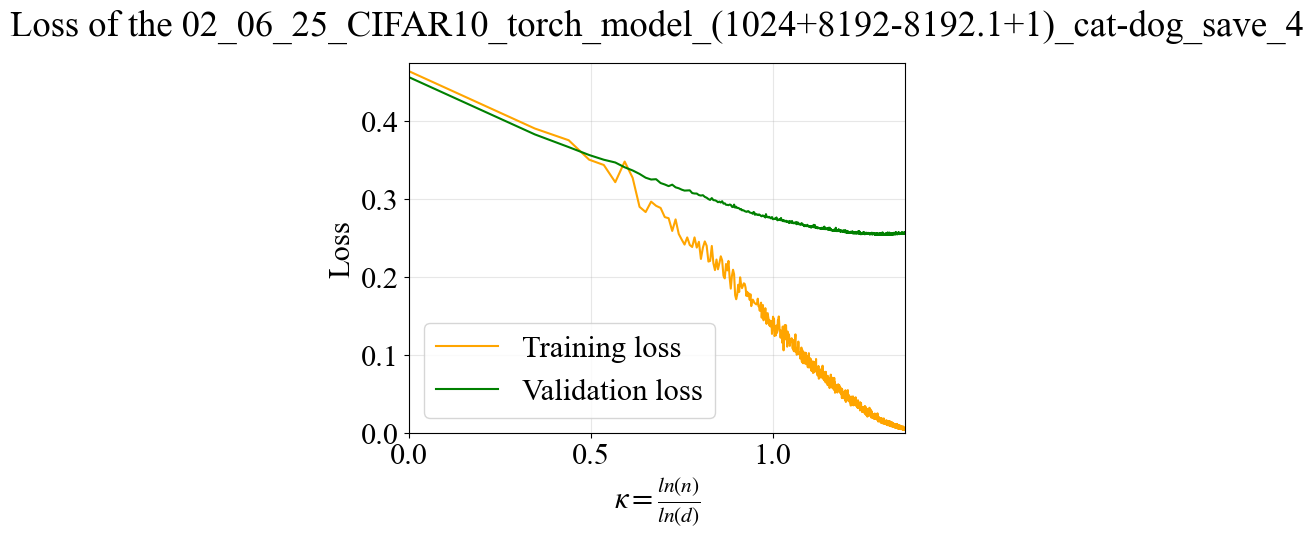 Loss of the 02_06_25_CIFAR10_torch_model_(1024+8192-8192.1+1)_cat-dog_save_4
0.4
0.3
0.2
0.1
0.0
Loss
Training loss
Validation loss
0.0 0.5 1.0
κ = ln(n)/ln(d)